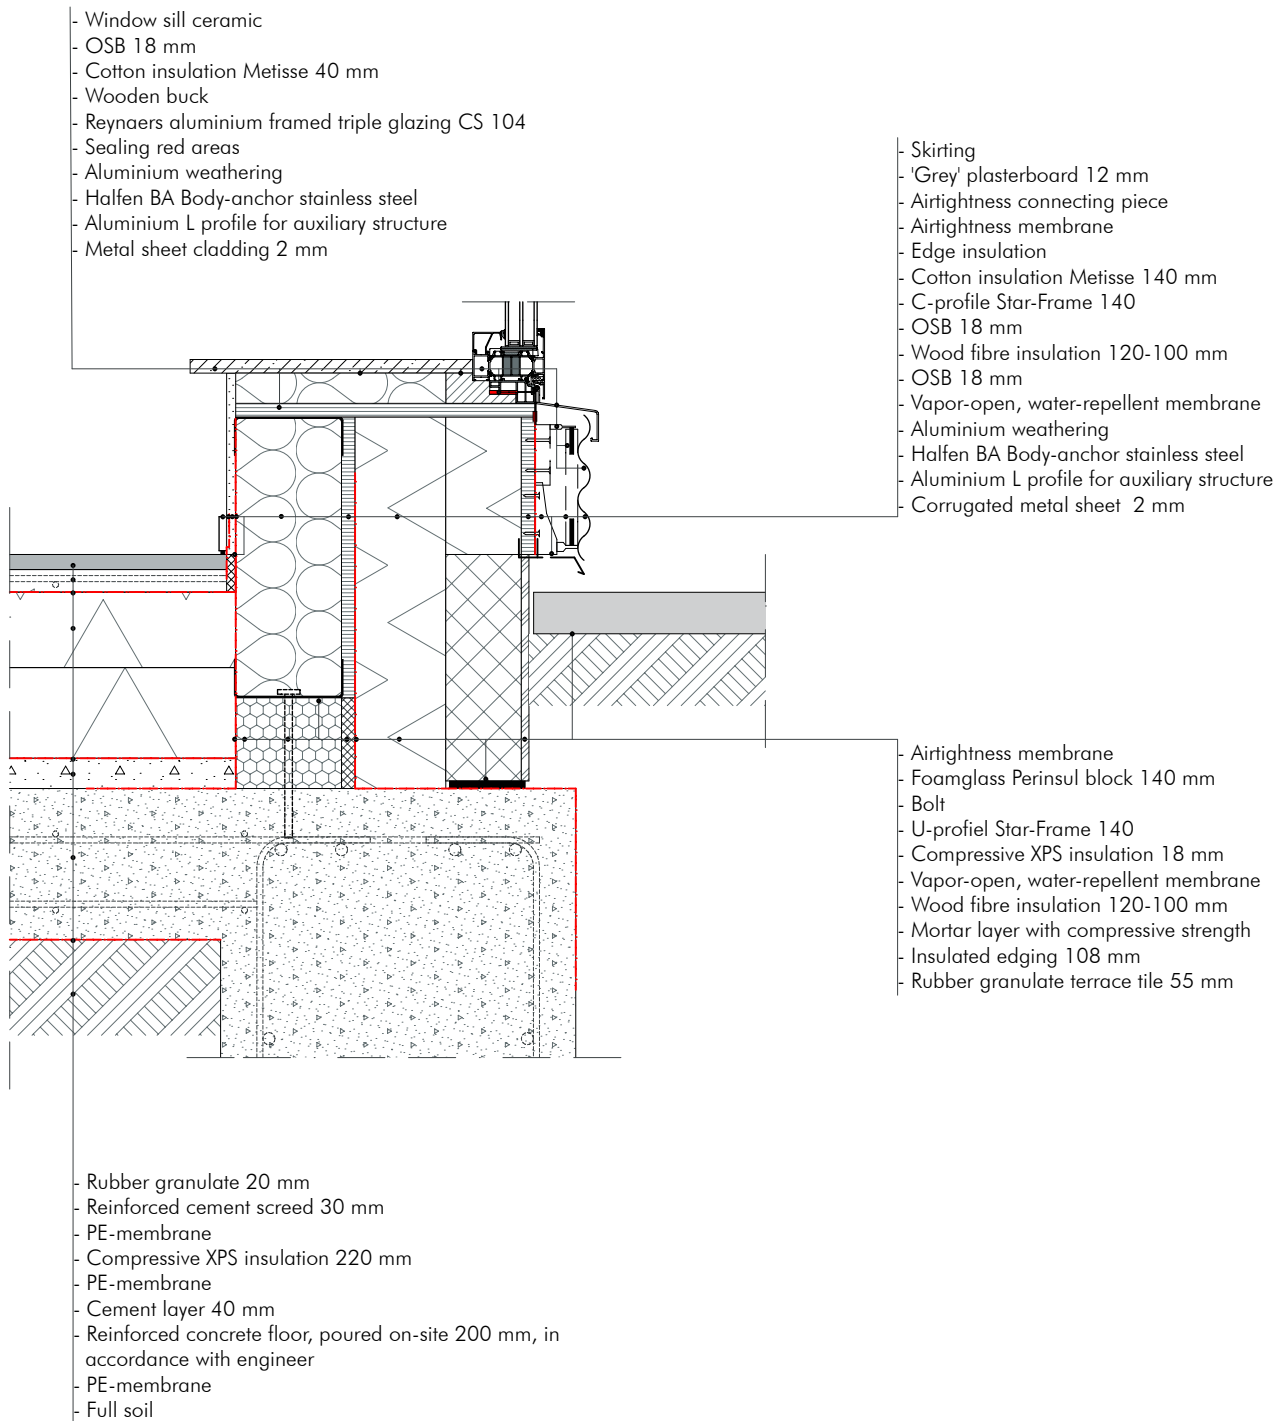 - Window sill ceramic
- OSB 18 mm
- Cotton insulation Metisse 40 mm
- Wooden buck
- Reynaers aluminium framed triple glazing CS 104
- Sealing red areas
- Aluminium weathering
- Halfen BA Body-anchor stainless steel
- Aluminium L profile for auxiliary structure
- Metal sheet cladding 2 mm
- Skirting
- 'Grey' plasterboard 12 mm
- Airtightness connecting piece
- Airtightness membrane
- Edge insulation
- Cotton insulation Metisse 140 mm
- C-profile Star-Frame 140
- OSB 18 mm
- Wood fibre insulation 120-100 mm
- OSB 18 mm
- Vapor-open, water-repellent membrane
- Aluminium weathering
- Halfen BA Body-anchor stainless steel
- Aluminium L profile for auxiliary structure
- Corrugated metal sheet 2 mm
- Airtightness membrane
- Foamglass Perinsul block 140 mm
- Bolt
- U-profiel Star-Frame 140
- Compressive XPS insulation 18 mm
- Vapor-open, water-repellent membrane
- Wood fibre insulation 120-100 mm
- Mortar layer with compressive strength
- Insulated edging 108 mm
- Rubber granulate terrace tile 55 mm
- Rubber granulate 20 mm
- Reinforced cement screed 30 mm
- PE-membrane
- Compressive XPS insulation 220 mm
- PE-membrane
- Cement layer 40 mm
- Reinforced concrete floor, poured on-site 200 mm, in
accordance with engineer
- PE-membrane
- Full soil